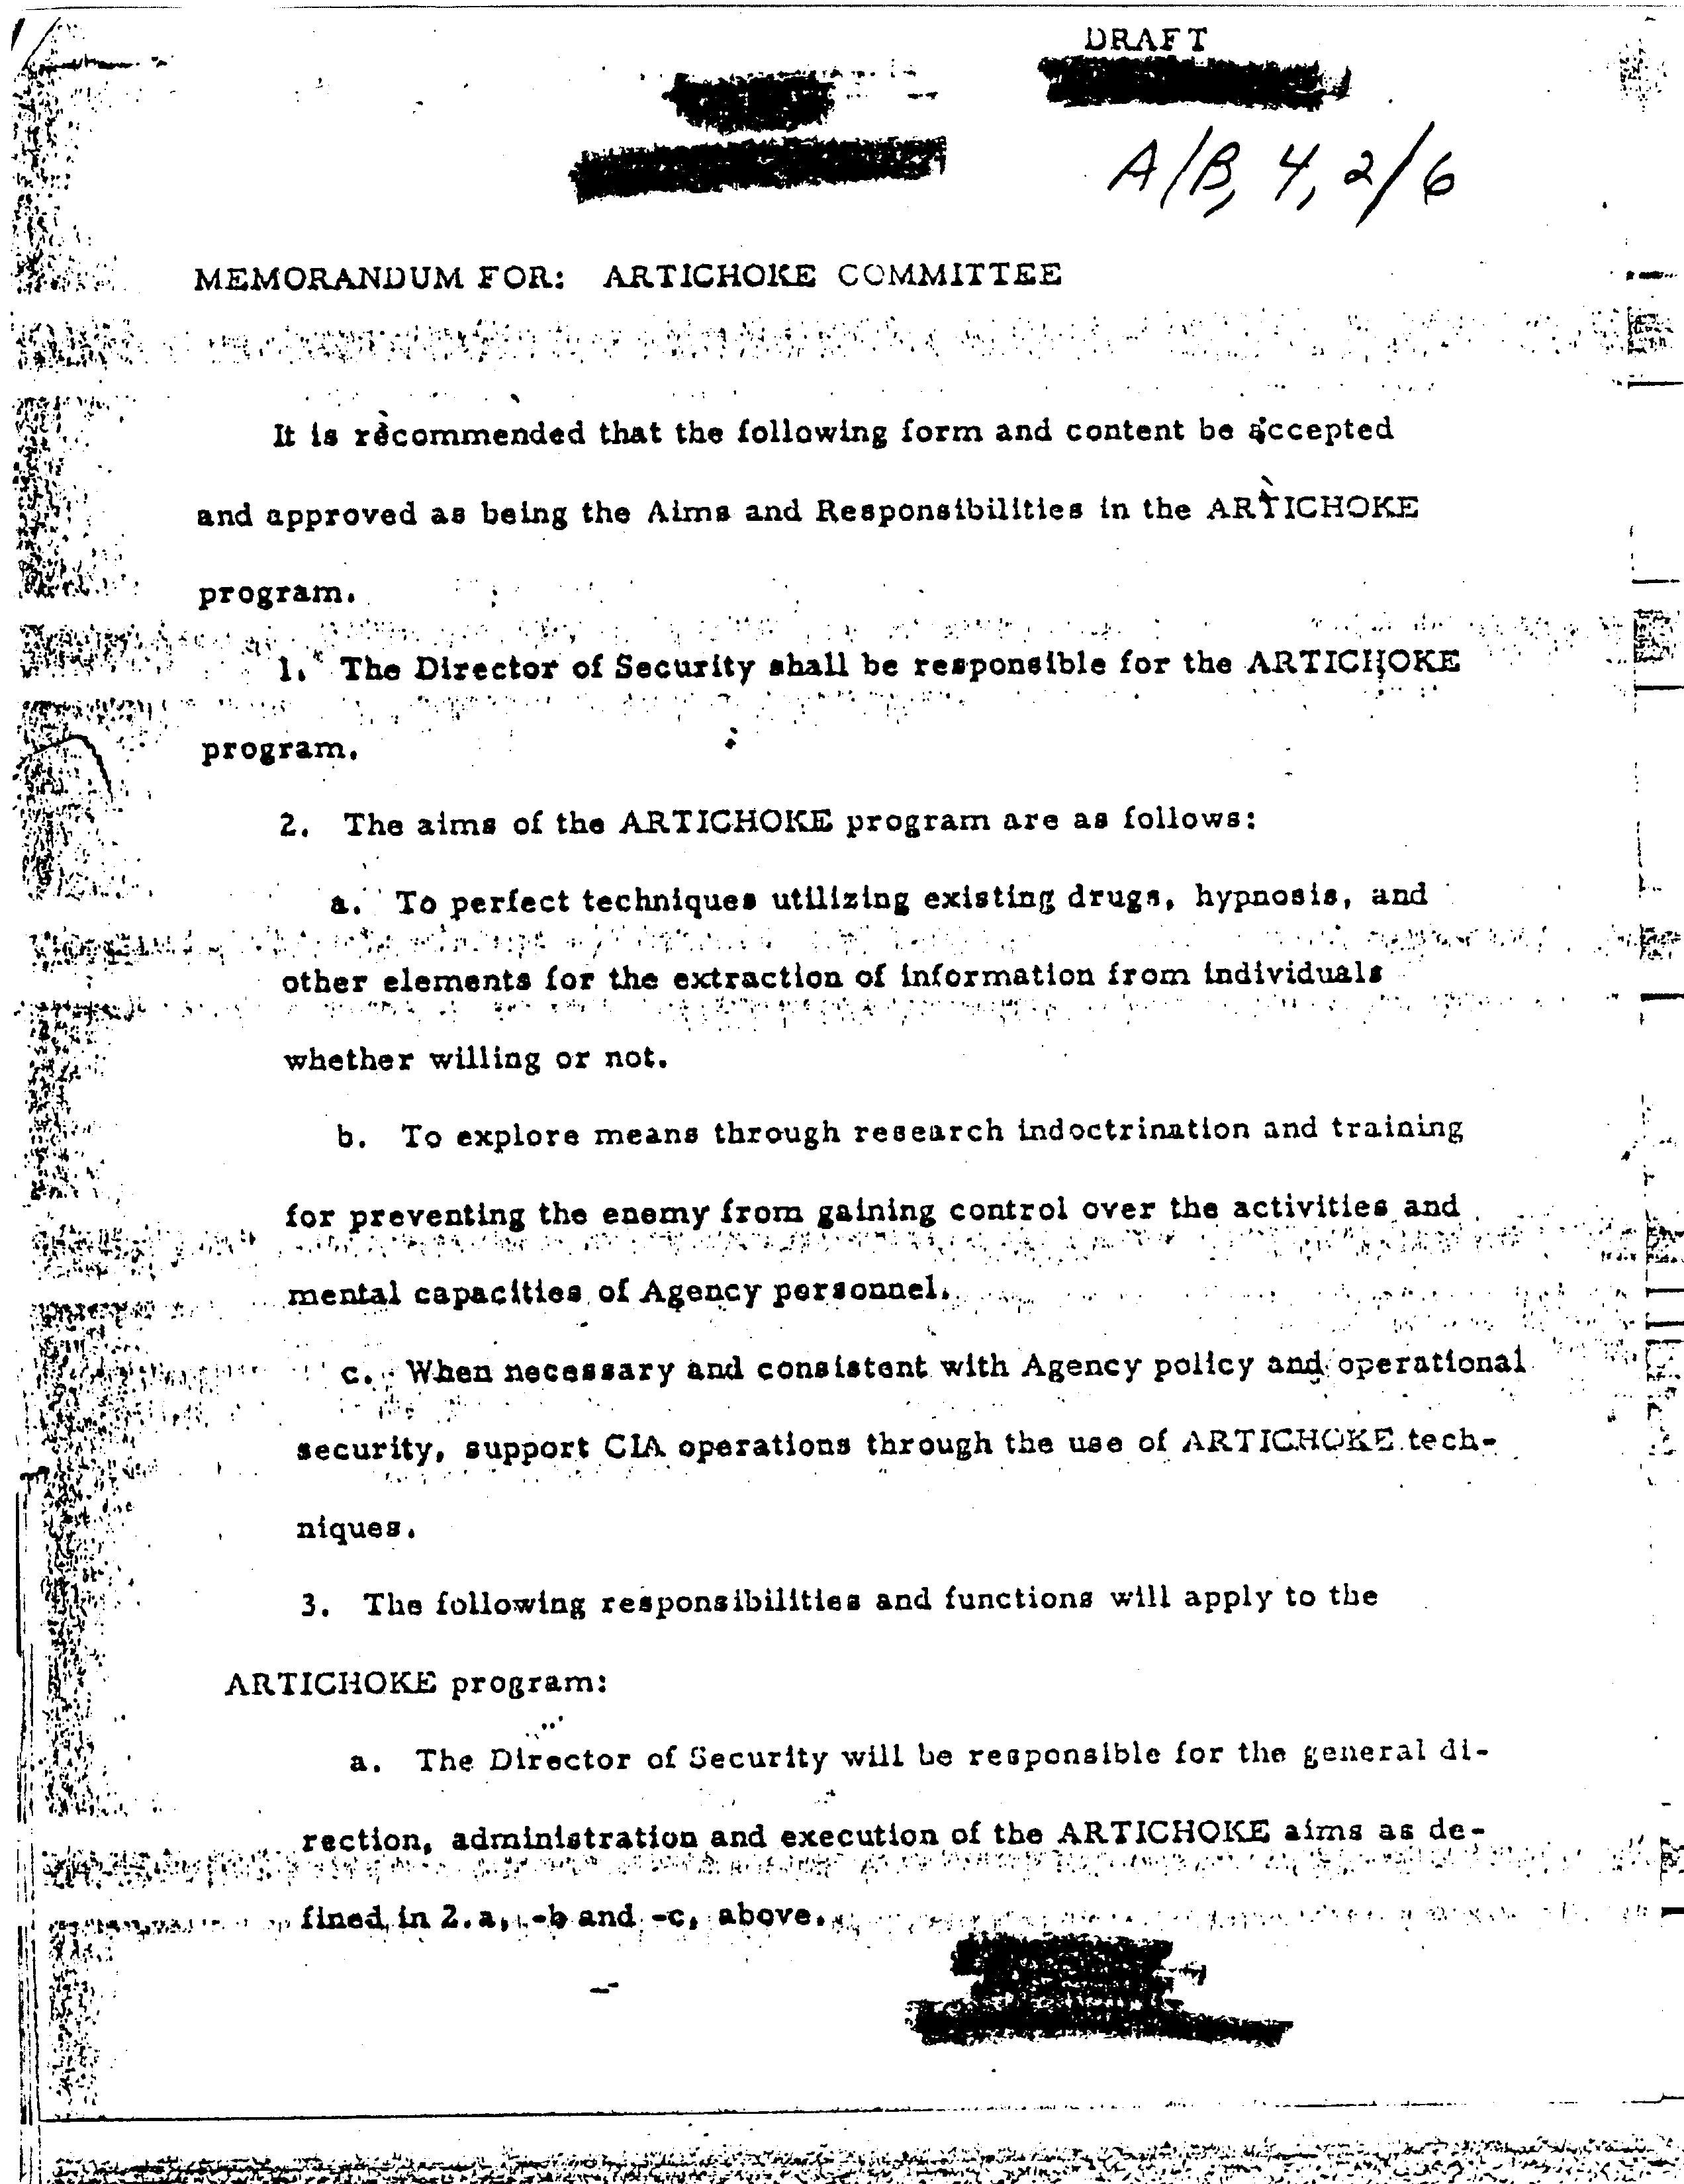 DRAFT
A/B, 4, 2/6
MEMORANDUM FOR: ARTICHOKE COMMITTEE
It is recommended that the following form and content be accepted
and approved as being the Aims and Responsibilities in the ARTICHOKE
program.
1. The Director of Security shall be responsible for the ARTICHOKE
program.
2. The aims of the ARTICHOKE program are as follows:
a. To perfect techniques utilizing existing drugs, hypnosis, and
other elements for the extraction of information from individuals
whether willing or not.
b. To explore means through research indoctrination and training
for preventing the enemy from gaining control over the activities and
mental capacities of Agency personnel.
c. When necessary and consistent with Agency policy and operational
security, support CIA operations through the use of ARTICHOKE tech-
niques.
3. The following responsibilities and functions will apply to the
ARTICHOKE program:
a. The Director of Security will be responsible for the general di-
rection, administration and execution of the ARTICHOKE aims as de-
fined in 2.a, -b and -c, above.